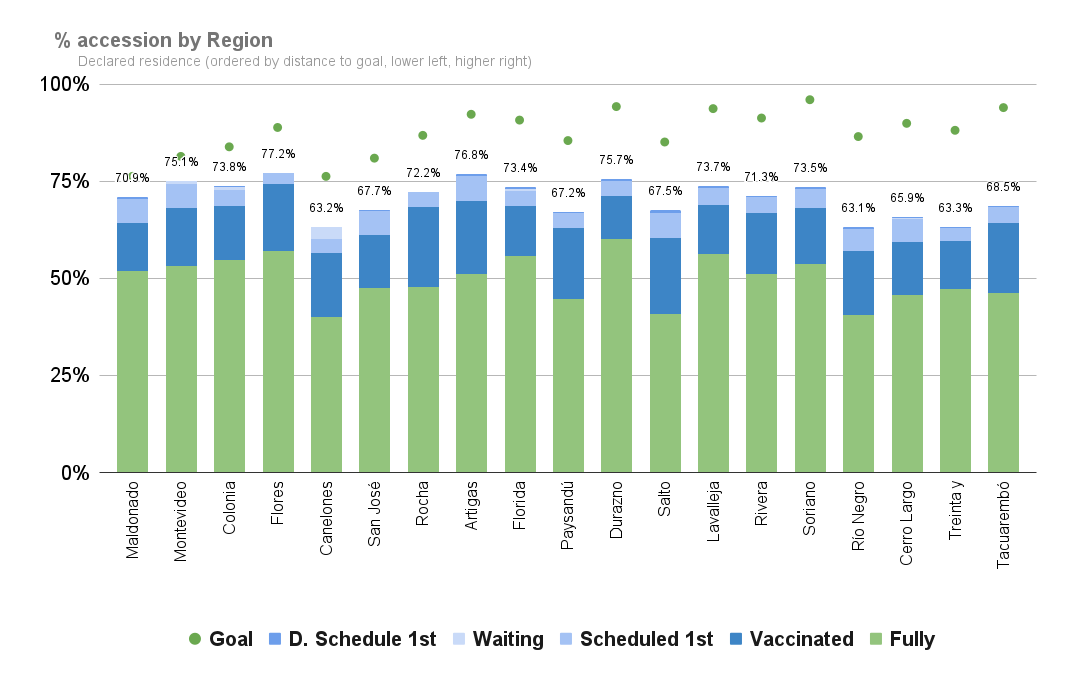 % accession by Region
Declared residence (ordered by distance to goal, lower left, higher right)
100%
75%
50%
25%
0%
70.9%
75.1%
73.8%
77.2%
63.2%
67.7%
72.2%
76.8%
73.4%
67.2%
75.7%
67.5%
73.7%
71.3%
73.5%
63.1%
65.9%
63.3%
68.5%
Maldonado
Montevideo
Colonia
Flores
Canelones
San José
Rocha
Artigas
Florida
Paysandú
Durazno
Salto
Lavalleja
Rivera
Soriano
Río Negro
Cerro Largo
Treinta y
Tacuarembó
Goal
D. Schedule 1st
Waiting
Scheduled 1st
Vaccinated
Fully